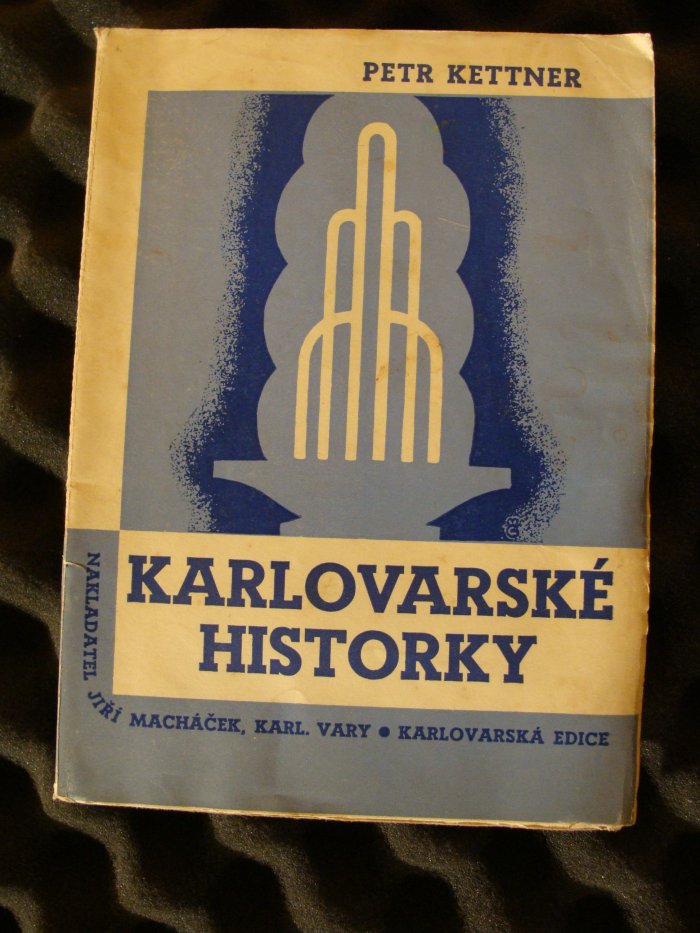 PETR KETTNER
KARLOVARSKÉ
HISTORKY
NAKLADATEL JIŘÍ MACHÁČEK, KARL. VARY • KARLOVARSKÁ EDICE